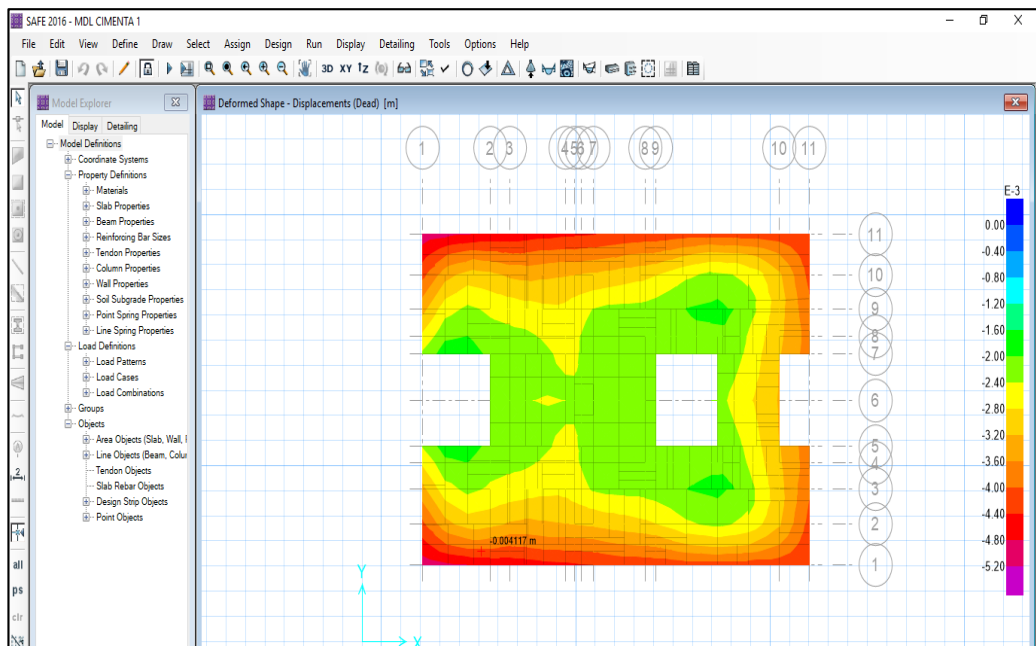 SAFE 2016 - MDL CIMENTA 1
File Edit View Define Draw Select Assign Design Run Display Detailing Tools Options Help
3D XY
Model Explorer
Deformed Shape - Displacements (Dead) [m]
Model Display Detailing
Model Definitions
Coordinate Systems
Property Definitions
Materials
Slab Properties
Beam Properties
Reinforcing Bar Sizes
Tendon Properties
Column Properties
Wall Properties
Soil Subgrade Properties
Point Spring Properties
Line Spring Properties
Load Definitions
Load Patterns
Load Cases
Load Combinations
Groups
Objects
Area Objects (Slab, Wall,
Line Objects (Beam, Colu
Tendon Objects
Slab Rebar Objects
Design Strip Objects
Point Objects
all
ps
clr
1 2 3 4 5 6 7 8 9 10 11
11
10
9
8
7
6
5
4
3
2
1
-0.004117 m
Y
X
E-3
0.00
-0.40
-0.80
-1.20
-1.60
-2.00
-2.40
-2.80
-3.20
-3.60
-4.00
-4.40
-4.80
-5.20